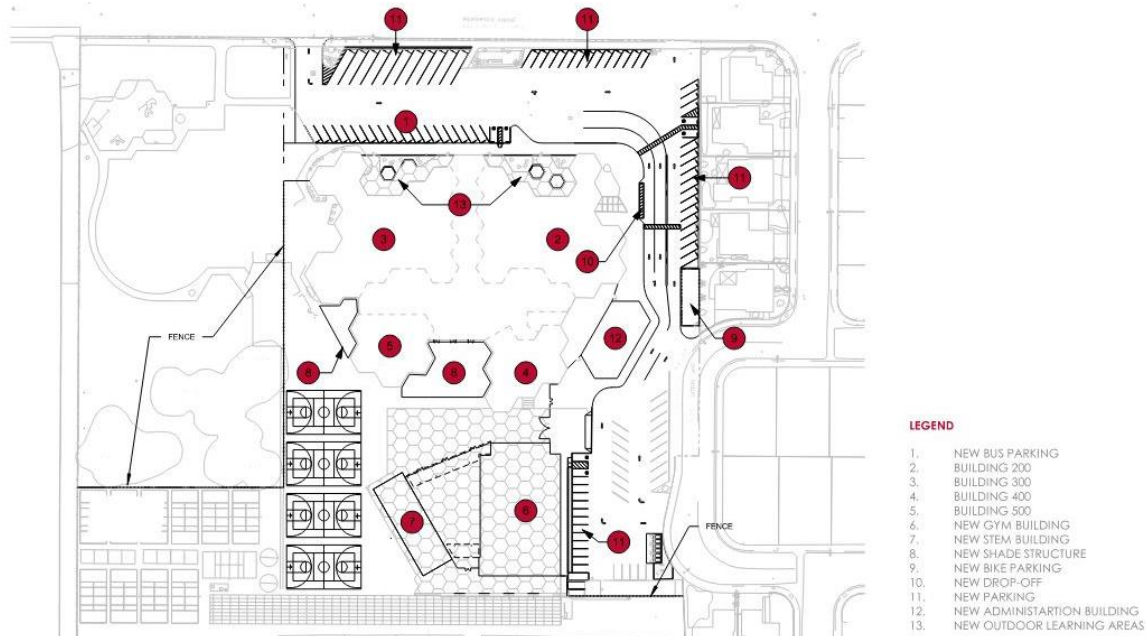 11
11
1
11
13
3
2
10
FENCE
9
12
5
8
8
4
6
7
FENCE
11
LEGEND
1. NEW BUS PARKING
2. BUILDING 200
3. BUILDING 300
4. BUILDING 400
5. BUILDING 500
6. NEW GYM BUILDING
7. NEW STEM BUILDING
8. NEW SHADE STRUCTURE
9. NEW BIKE PARKING
10. NEW DROP-OFF
11. NEW PARKING
12. NEW ADMINISTARTION BUILDING
13. NEW OUTDOOR LEARNING AREAS